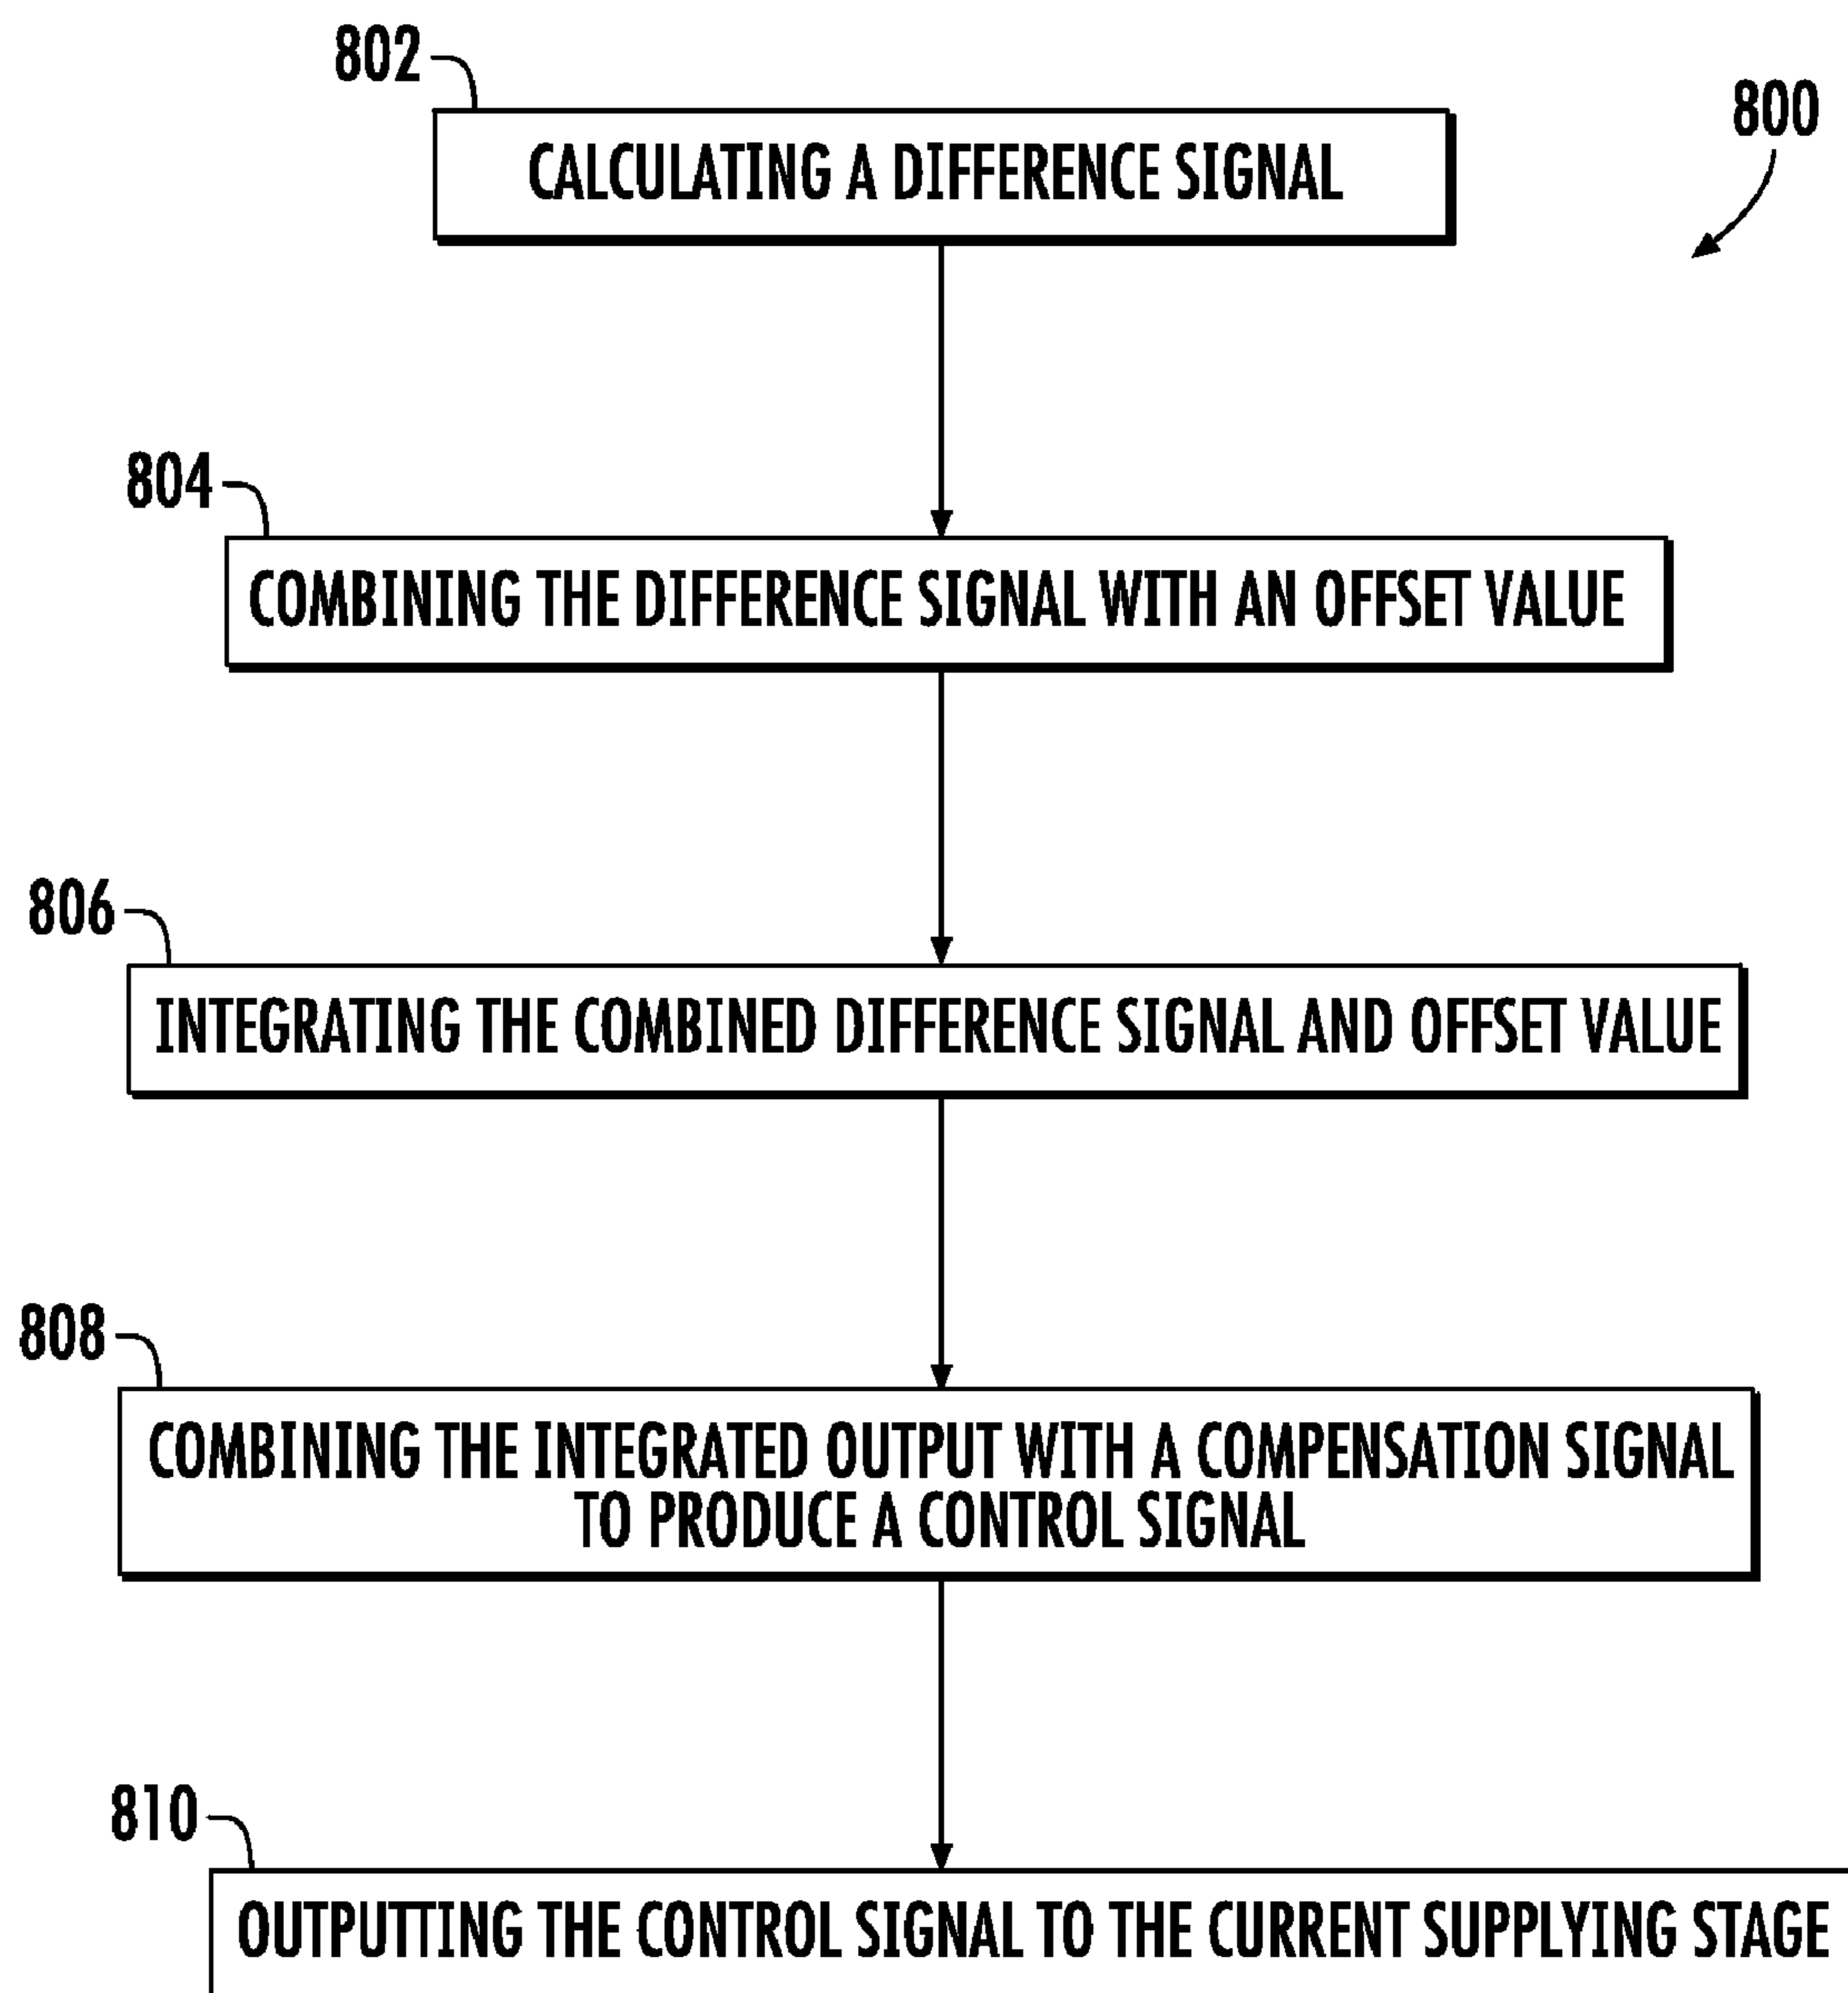 802
800
CALCULATING A DIFFERENCE SIGNAL
804
COMBINING THE DIFFERENCE SIGNAL WITH AN OFFSET VALUE
806
INTEGRATING THE COMBINED DIFFERENCE SIGNAL AND OFFSET VALUE
808
COMBINING THE INTEGRATED OUTPUT WITH A COMPENSATION SIGNAL
TO PRODUCE A CONTROL SIGNAL
810
OUTPUTTING THE CONTROL SIGNAL TO THE CURRENT SUPPLYING STAGE